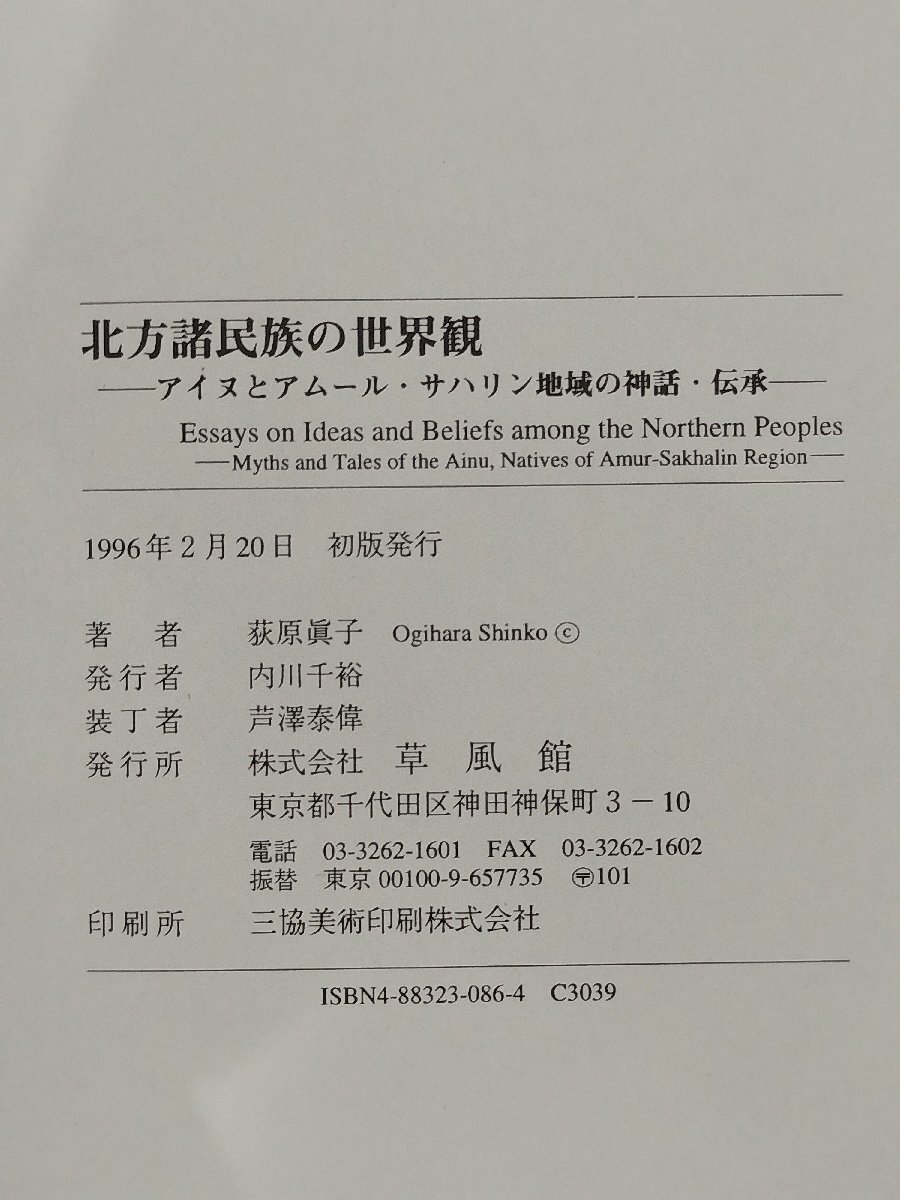 北方諸民族の世界観
――アイヌとアムール・サハリン地域の神話・伝承――
Essays on Ideas and Beliefs among the Northern Peoples
―Myths and Tales of the Ainu, Natives of Amur-Sakhalin Region―
1996年2月20日　初版発行
著　者　荻原眞子　Ogihara Shinko ⓒ
発行者　内川千裕
装丁者　芦澤泰偉
発行所　株式会社　草　風　館
東京都千代田区神田神保町3－10
電話　03-3262-1601　FAX　03-3262-1602
振替　東京 00100-9-657735　〶101
印刷所　三協美術印刷株式会社
ISBN4-88323-086-4　C3039